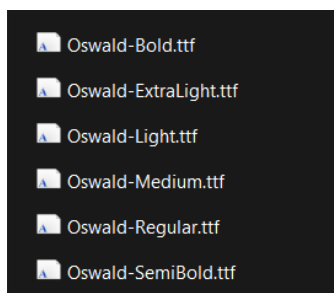 Oswald-Bold.ttf
Oswald-ExtraLight.ttf
Oswald-Light.ttf
Oswald-Medium.ttf
Oswald-Regular.ttf
Oswald-SemiBold.ttf